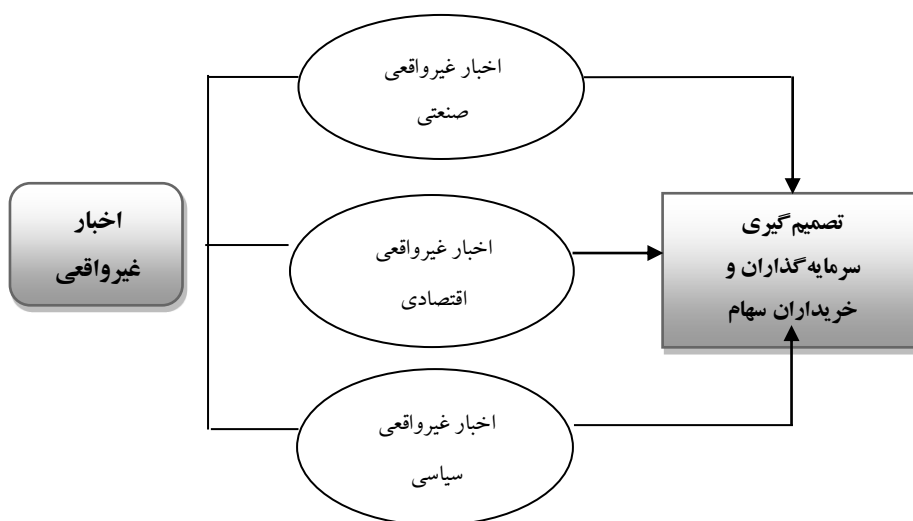 اخبار غیرواقعی
صنعتی
اخبار
غیرواقعی
اخبار غیرواقعی
اقتصادی
تصمیم‌گیری
سرمایه‌گذاران و
خریداران سهام
اخبار غیرواقعی
سیاسی